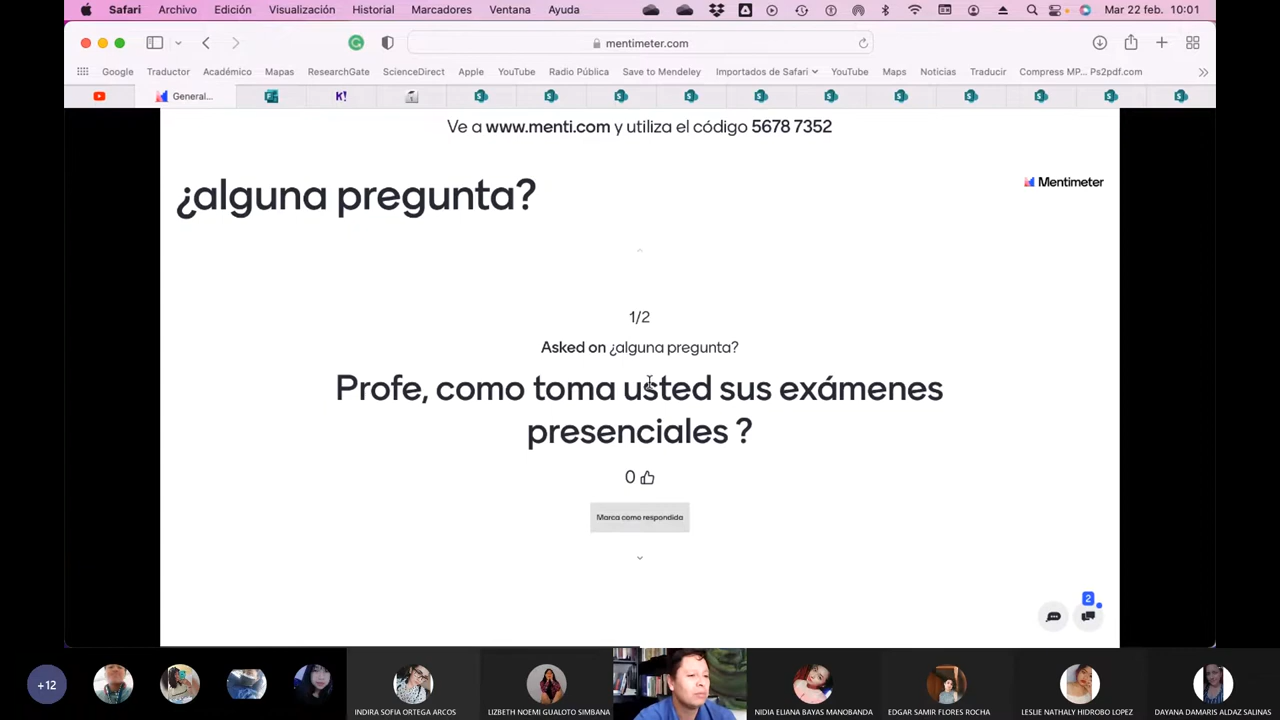 Safari Archivo Edición Visualización Historial Marcadores Ventana Ayuda Mar 22 feb. 10:01
mentimeter.com
Google Traductor Académico Mapas ResearchGate ScienceDirect Apple YouTube Radio Pública Save to Mendeley Importados de Safari YouTube Maps Noticias Traducir Compress MP... Ps2pdf.com
General... K!
Ve a www.menti.com y utiliza el código 5678 7352
¿alguna pregunta?
Mentimeter
1/2
Asked on ¿alguna pregunta?
Profe, como toma usted sus exámenes
presenciales ?
0
Marca como respondida
2
+12
INDIRA SOFIA ORTEGA ARCOS
LIZBETH NOEMI GUALOTO SIMBANA
NIDIA ELIANA BAYAS MANOBANDA
EDGAR SAMIR FLORES ROCHA
LESLIE NATHALY HIDROBO LOPEZ
DAYANA DAMARIS ALDAZ SALINAS